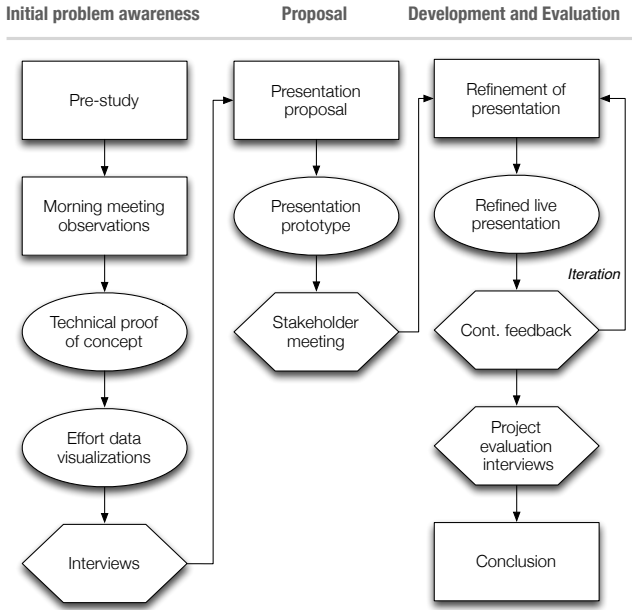 Initial problem awareness
Proposal
Development and Evaluation
Pre-study
Morning meeting
observations
Technical proof
of concept
Effort data
visualizations
Interviews
Presentation
proposal
Presentation
prototype
Stakeholder
meeting
Refinement of
presentation
Refined live
presentation
Iteration
Cont. feedback
Project
evaluation
interviews
Conclusion